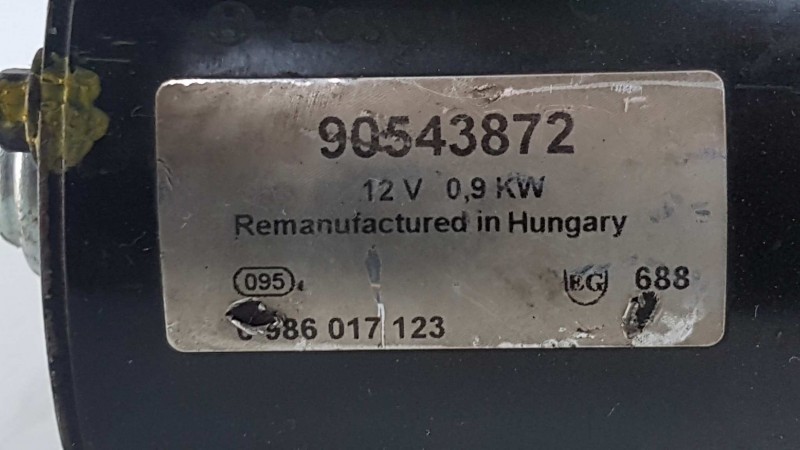 90543872
12 V 0,9 KW
Remanufactured in Hungary
095 EG 688
986 017 123